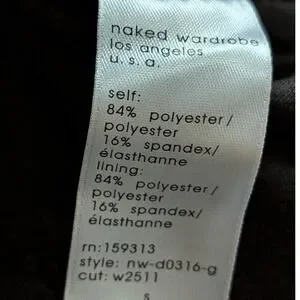 naked wardrobe
los angeles
u.s.a.
self:
84% polyester/
polyester
16% spandex/
élasthanne
lining:
84% polyester/
polyester
16% spandex/
élasthanne
rn:159313
style: nw-d0316-g
cut: w2511
s